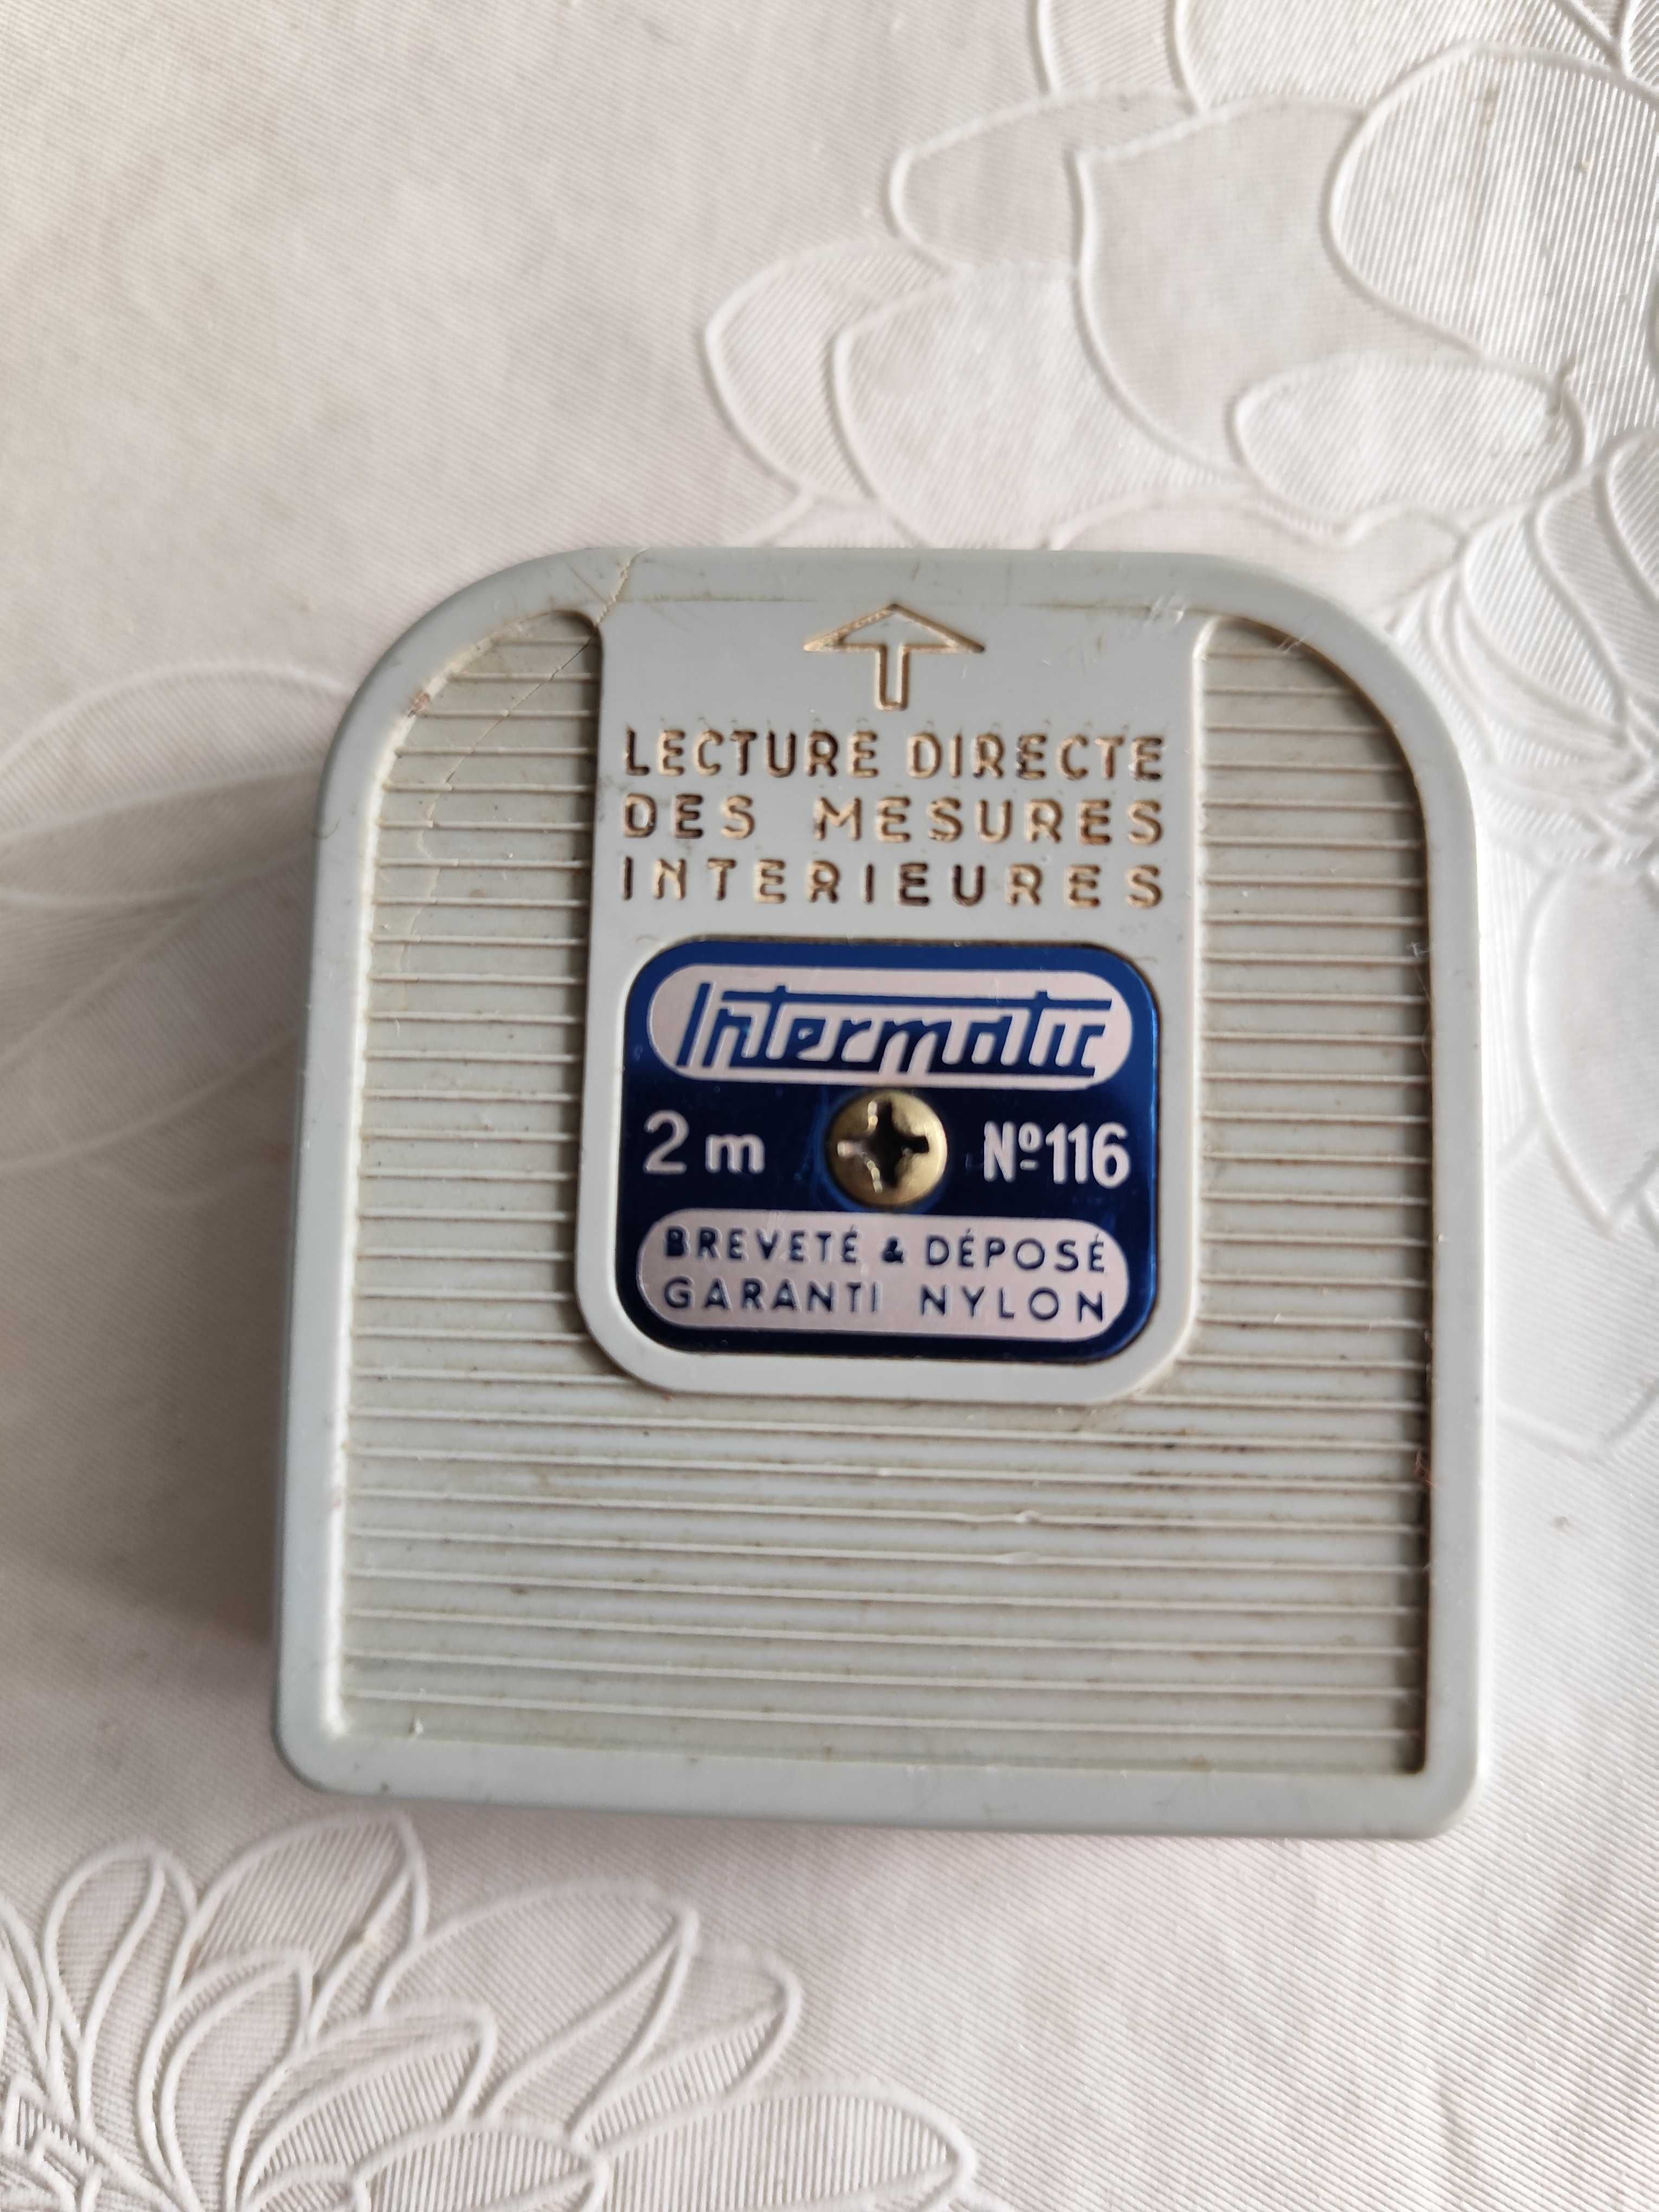 LECTURE DIRECTE
DES MESURES
INTERIEURES
Intermatic
2 m Nº116
BREVETÉ & DÉPOSÉ
GARANTI NYLON